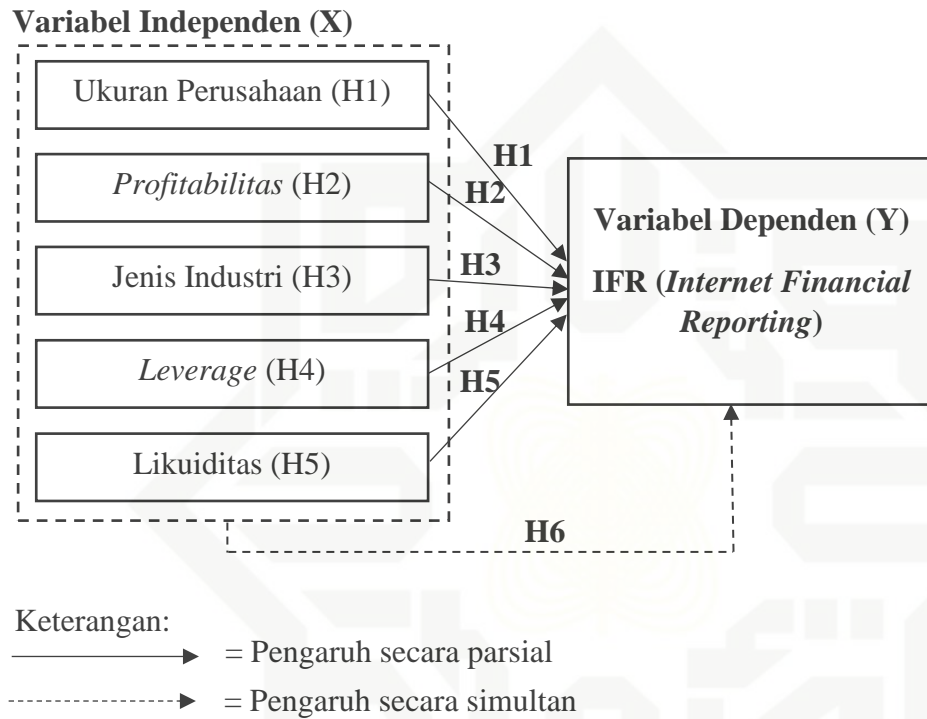 Variabel Independen (X)
Ukuran Perusahaan (H1)
Profitabilitas (H2)
Jenis Industri (H3)
Leverage (H4)
Likuiditas (H5)
H1
H2
H3
H4
H5
Variabel Dependen (Y)
IFR (Internet Financial
Reporting)
H6
Keterangan:
= Pengaruh secara parsial
= Pengaruh secara simultan